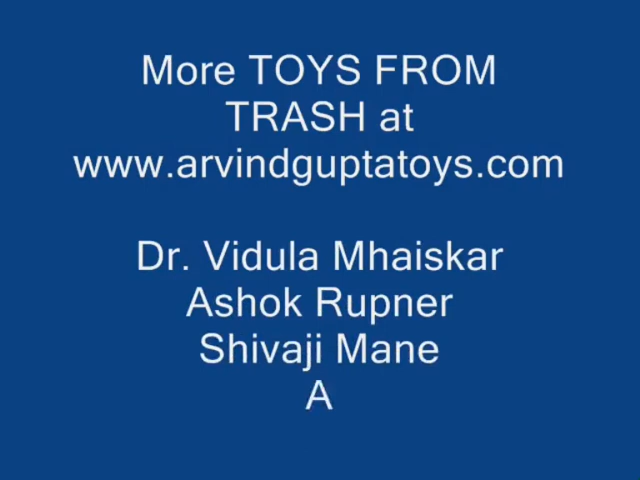 More TOYS FROM
TRASH at
www.arvindguptatoys.com
Dr. Vidula Mhaiskar
Ashok Rupner
Shivaji Mane
A